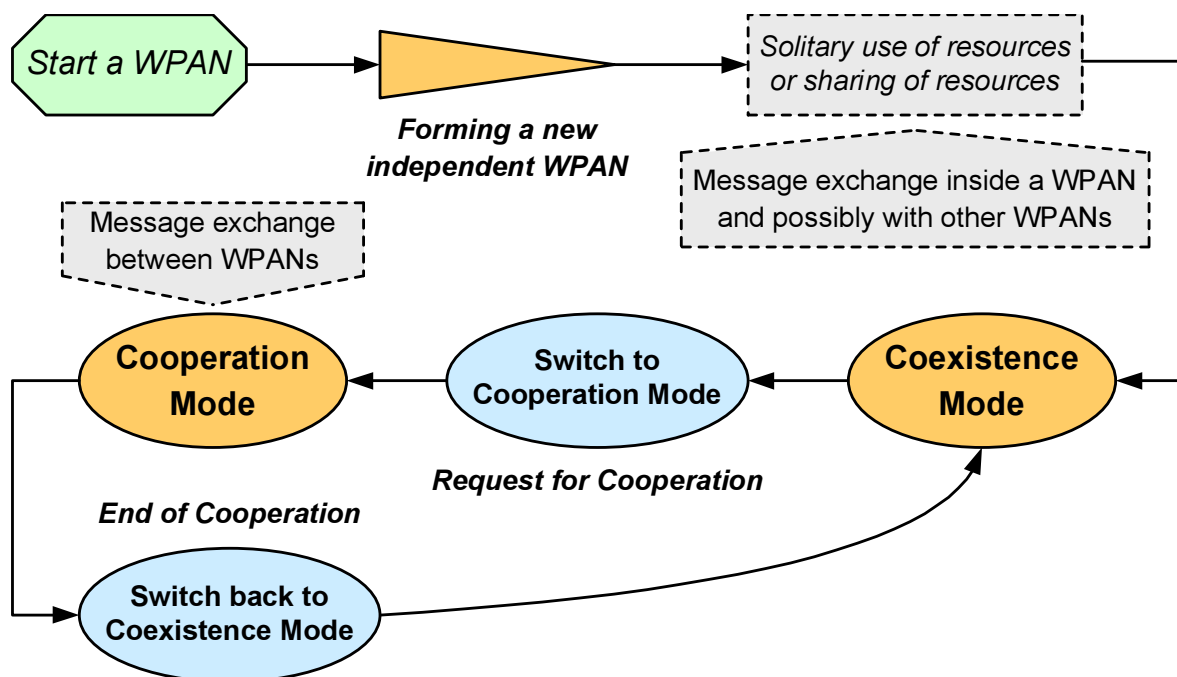 Start a WPAN
Solitary use of resources
or sharing of resources
Forming a new
independent WPAN
Message exchange inside a WPAN
and possibly with other WPANs
Message exchange
between WPANs
Cooperation
Mode
Switch to
Cooperation Mode
Coexistence
Mode
Request for Cooperation
End of Cooperation
Switch back to
Coexistence Mode